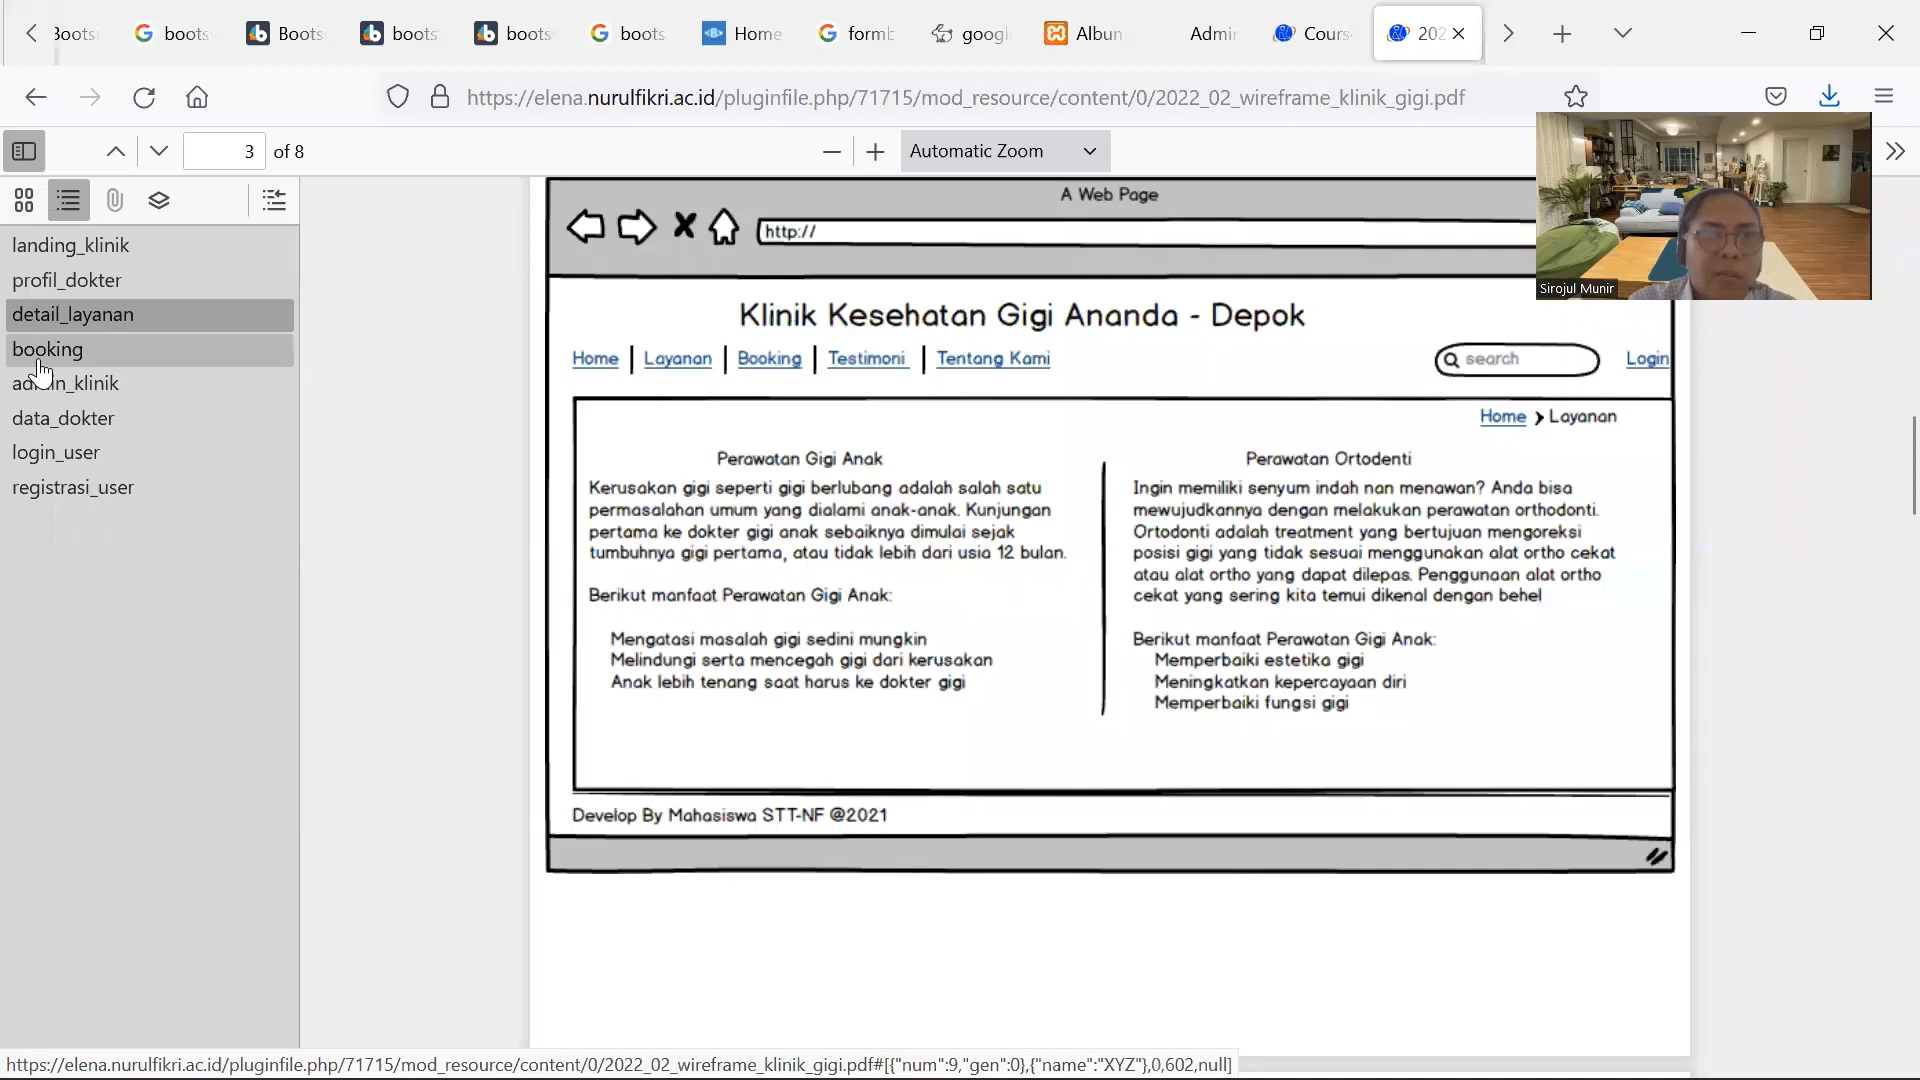 Boots
boots
Boots
boots
boots
boots
Home
formb
googl
Album
Admin
Cours
202
https://elena.nurulfikri.ac.id/pluginfile.php/71715/mod_resource/content/0/2022_02_wireframe_klinik_gigi.pdf
3 of 8
Automatic Zoom
Sirojul Munir
landing_klinik
profil_dokter
detail_layanan
booking
admin_klinik
data_dokter
login_user
registrasi_user
A Web Page
http://
Klinik Kesehatan Gigi Ananda - Depok
Home | Layanan | Booking | Testimoni | Tentang Kami
search
Login
Home > Layanan
Perawatan Gigi Anak
Kerusakan gigi seperti gigi berlubang adalah salah satu
permasalahan umum yang dialami anak-anak. Kunjungan
pertama ke dokter gigi anak sebaiknya dimulai sejak
tumbuhnya gigi pertama, atau tidak lebih dari usia 12 bulan.
Berikut manfaat Perawatan Gigi Anak:
Mengatasi masalah gigi sedini mungkin
Melindungi serta mencegah gigi dari kerusakan
Anak lebih tenang saat harus ke dokter gigi
Perawatan Ortodenti
Ingin memiliki senyum indah nan menawan? Anda bisa
mewujudkannya dengan melakukan perawatan orthodonti.
Ortodonti adalah treatment yang bertujuan mengoreksi
posisi gigi yang tidak sesuai menggunakan alat ortho cekat
atau alat ortho yang dapat dilepas. Penggunaan alat ortho
cekat yang sering kita temui dikenal dengan behel
Berikut manfaat Perawatan Gigi Anak:
Memperbaiki estetika gigi
Meningkatkan kepercayaan diri
Memperbaiki fungsi gigi
Develop By Mahasiswa STT-NF @2021
https://elena.nurulfikri.ac.id/pluginfile.php/71715/mod_resource/content/0/2022_02_wireframe_klinik_gigi.pdf#[{"num":9,"gen":0},{"name":"XYZ"},0,602,null]